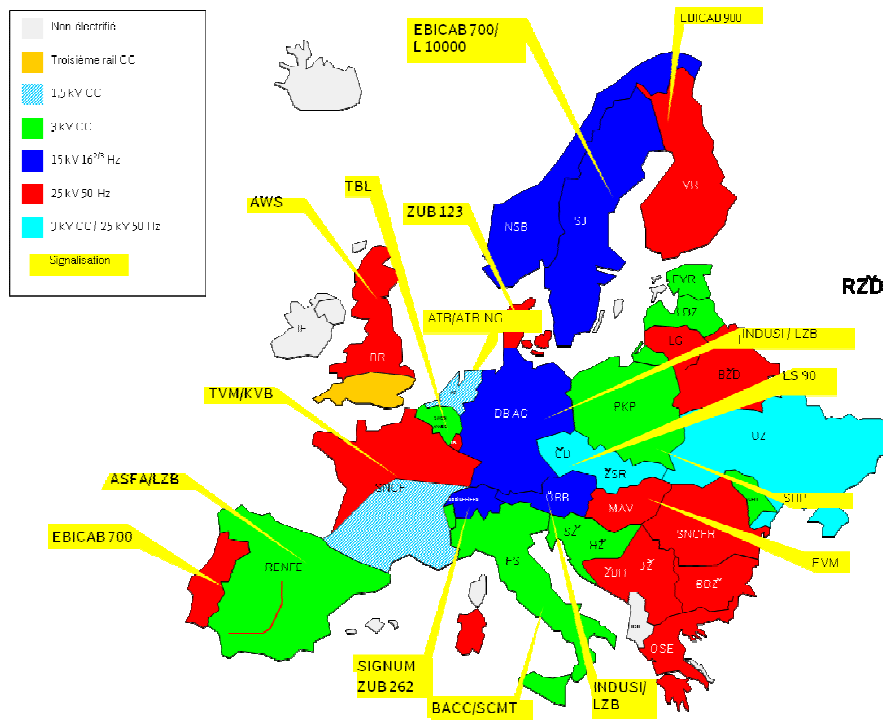 Non électrifié
Troisième rail CC
1,5 kV CC
3 kV CC
15 kV 16²/³ Hz
25 kV 50 Hz
3 kV CC / 25 kV 50 Hz
Signalisation
EBICAB 700/
L 10000
EBICAB 900
TBL
AWS
ZUB 123
VR
NSB
SJ
RZĎ
EVR
LDZ
ATB/ATB NG
IE
BR
LG
INDUSI / LZB
BŽD
TVM/KVB
LS 90
DB AG
PKP
UZ
ČD
ŽSR
ASFA/LZB
SNCF
ÖBB
MAV
SNCFR
EBICAB 700
SŽ
HŽ
EVM
RENFE
FS
JŽ
BDŽ
OSE
SIGNUM
ZUB 262
INDUSI/
LZB
BACC/SCMT